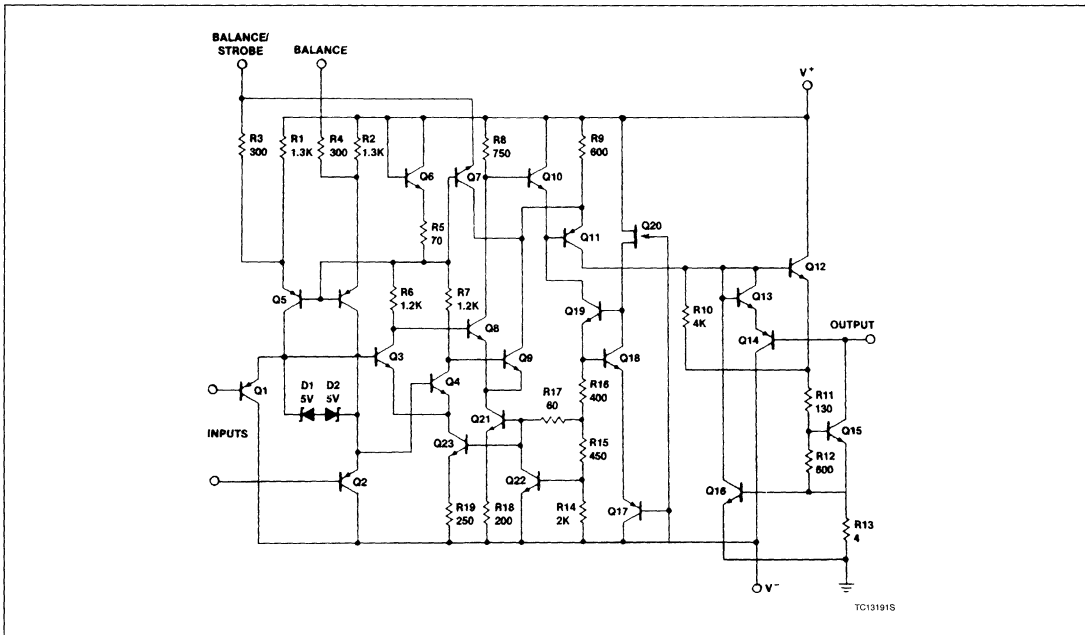 BALANCE/
STROBE
BALANCE
V+
R3
300
R1
1.3K
R4
300
R2
1.3K
R8
750
R9
600
Q6
Q7
Q10
Q20
R5
70
Q11
Q12
Q5
R6
1.2K
R7
1.2K
Q19
R10
4K
Q13
Q8
Q14
OUTPUT
Q3
Q9
Q18
Q1
Q4
R17
60
R16
400
R11
130
D1
5V
D2
5V
Q21
Q15
INPUTS
Q23
R15
450
R12
600
Q2
Q22
Q16
Q17
R19
250
R18
200
R14
2K
R13
4
V-
TC13191S